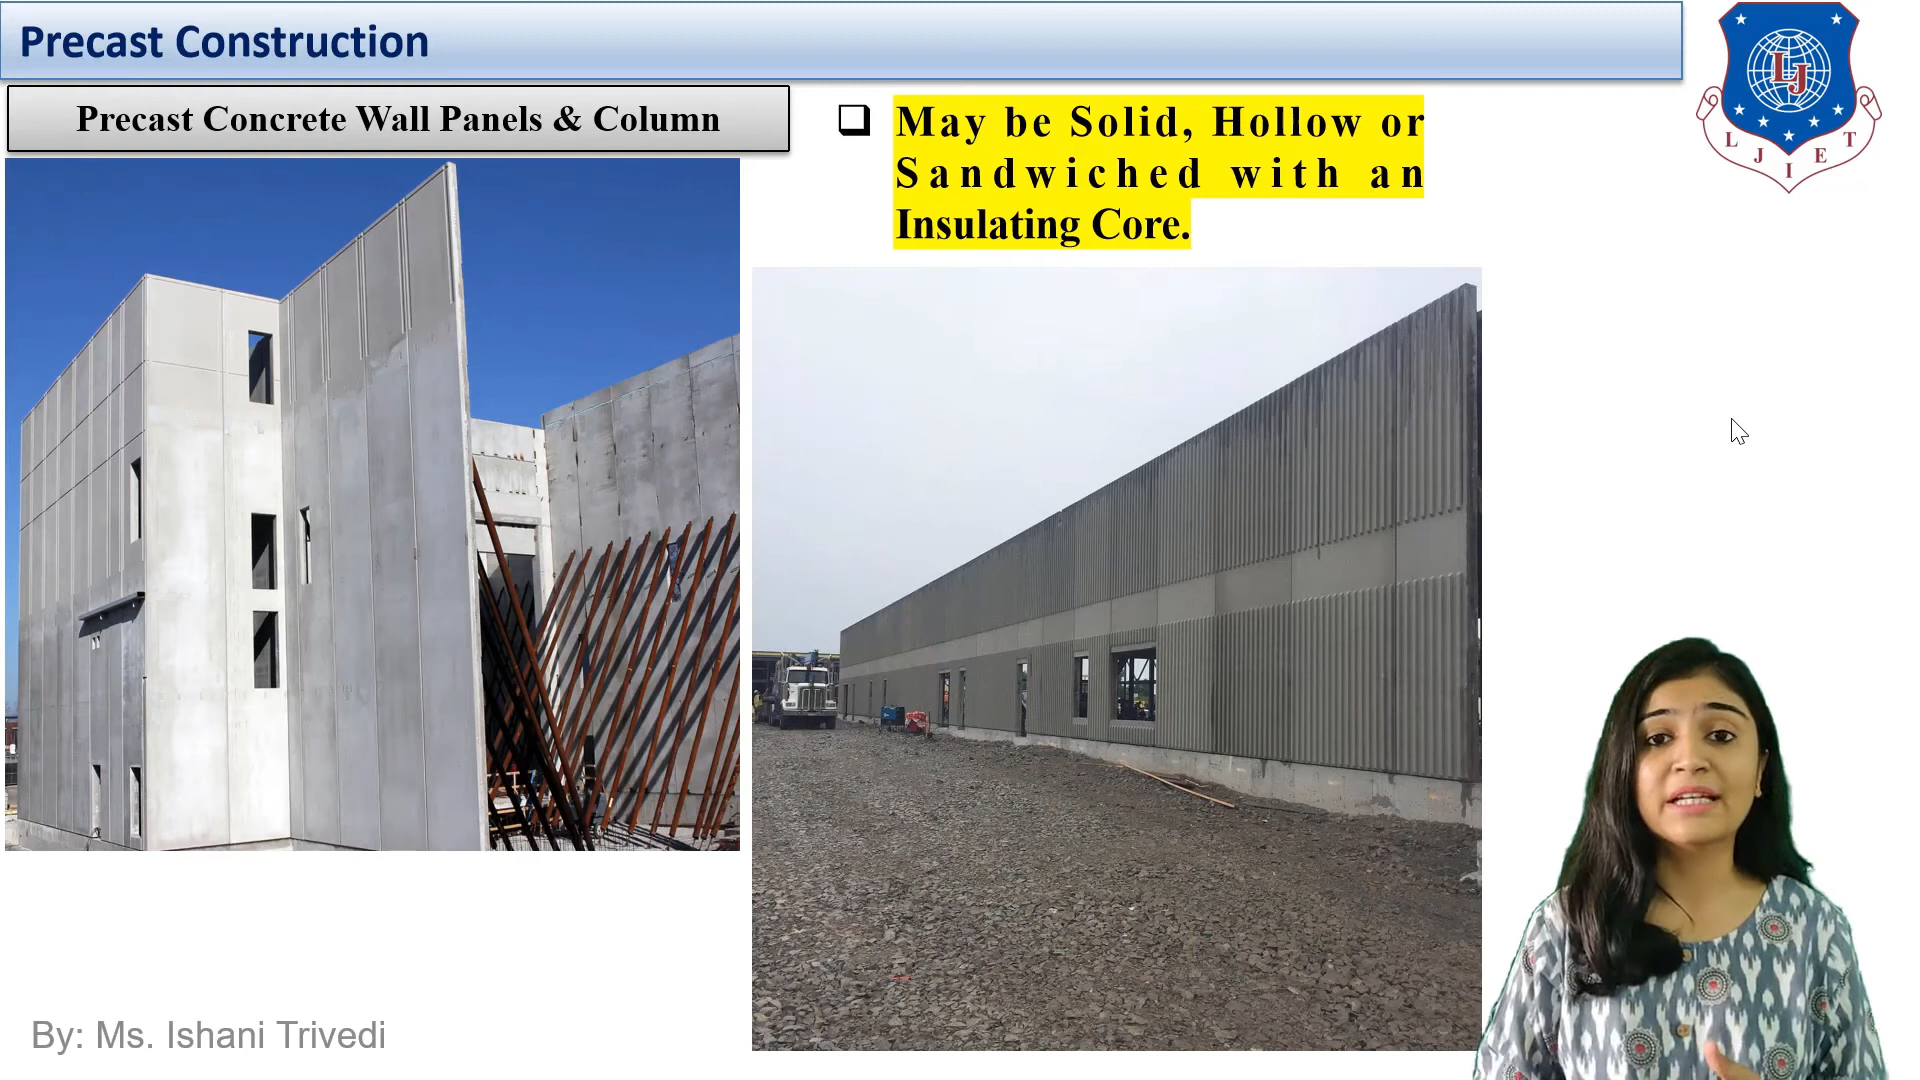 Precast Construction
Precast Concrete Wall Panels & Column
May be Solid, Hollow or
Sandwiched with an
Insulating Core.
LJ
L J I E T
By: Ms. Ishani Trivedi